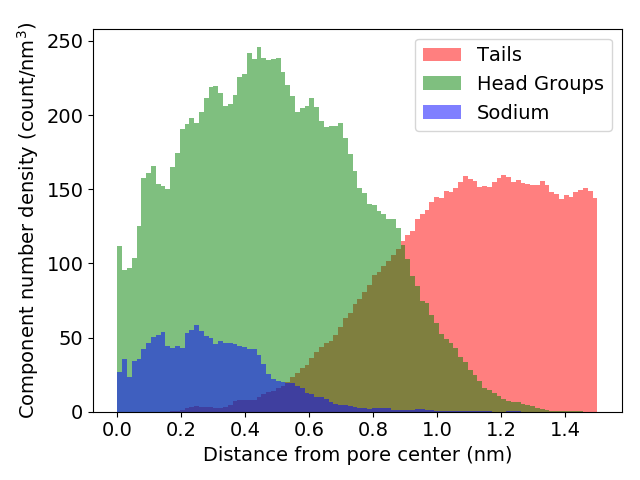 Component number density (count/nm³)
250
200
150
100
50
0
Tails
Head Groups
Sodium
0.0 0.2 0.4 0.6 0.8 1.0 1.2 1.4
Distance from pore center (nm)